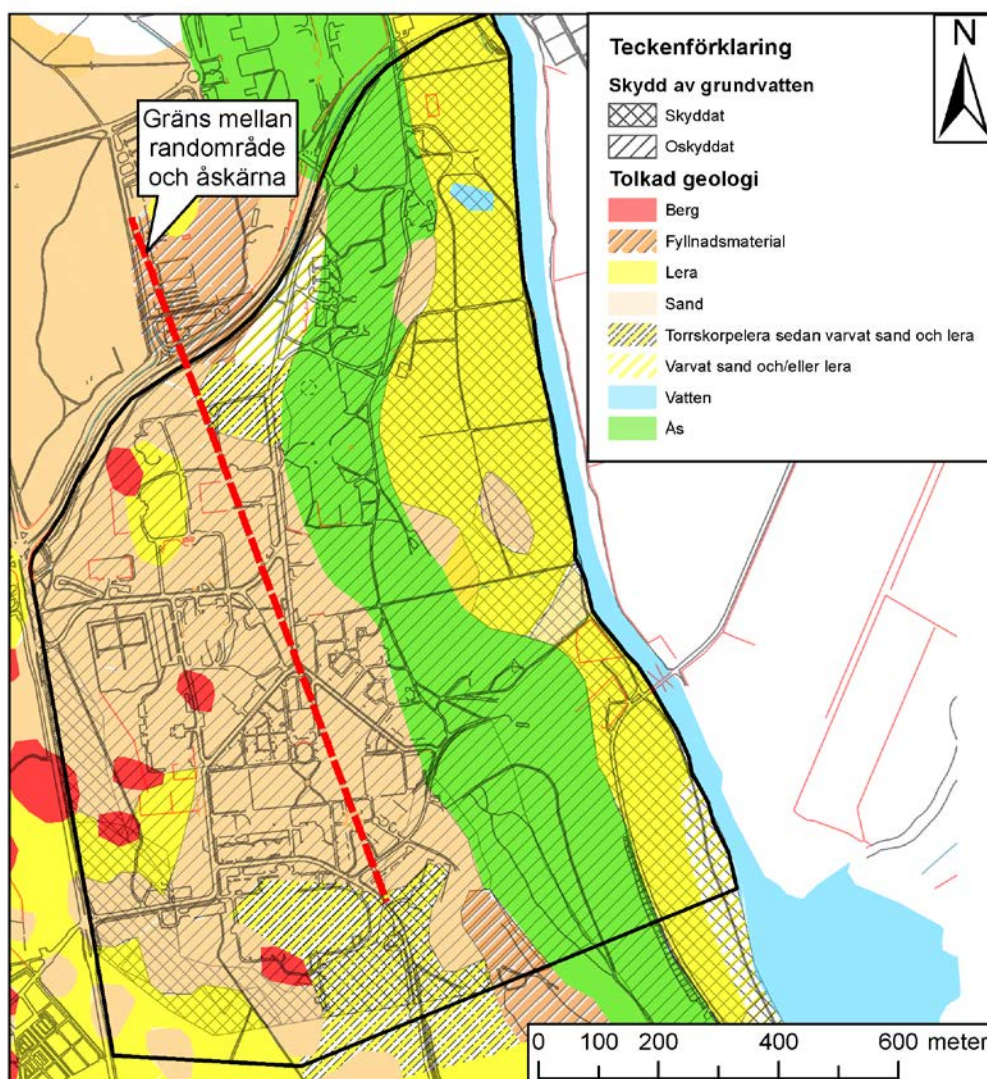 Gräns mellan
randområde
och åskärna
Teckenförklaring
Skydd av grundvatten
Skyddat
Oskyddat
Tolkad geologi
Berg
Fyllnadsmaterial
Lera
Sand
Torrskorpelera sedan varvat sand och lera
Varvat sand och/eller lera
Vatten
Ås
N
0 100 200 400 600 meter